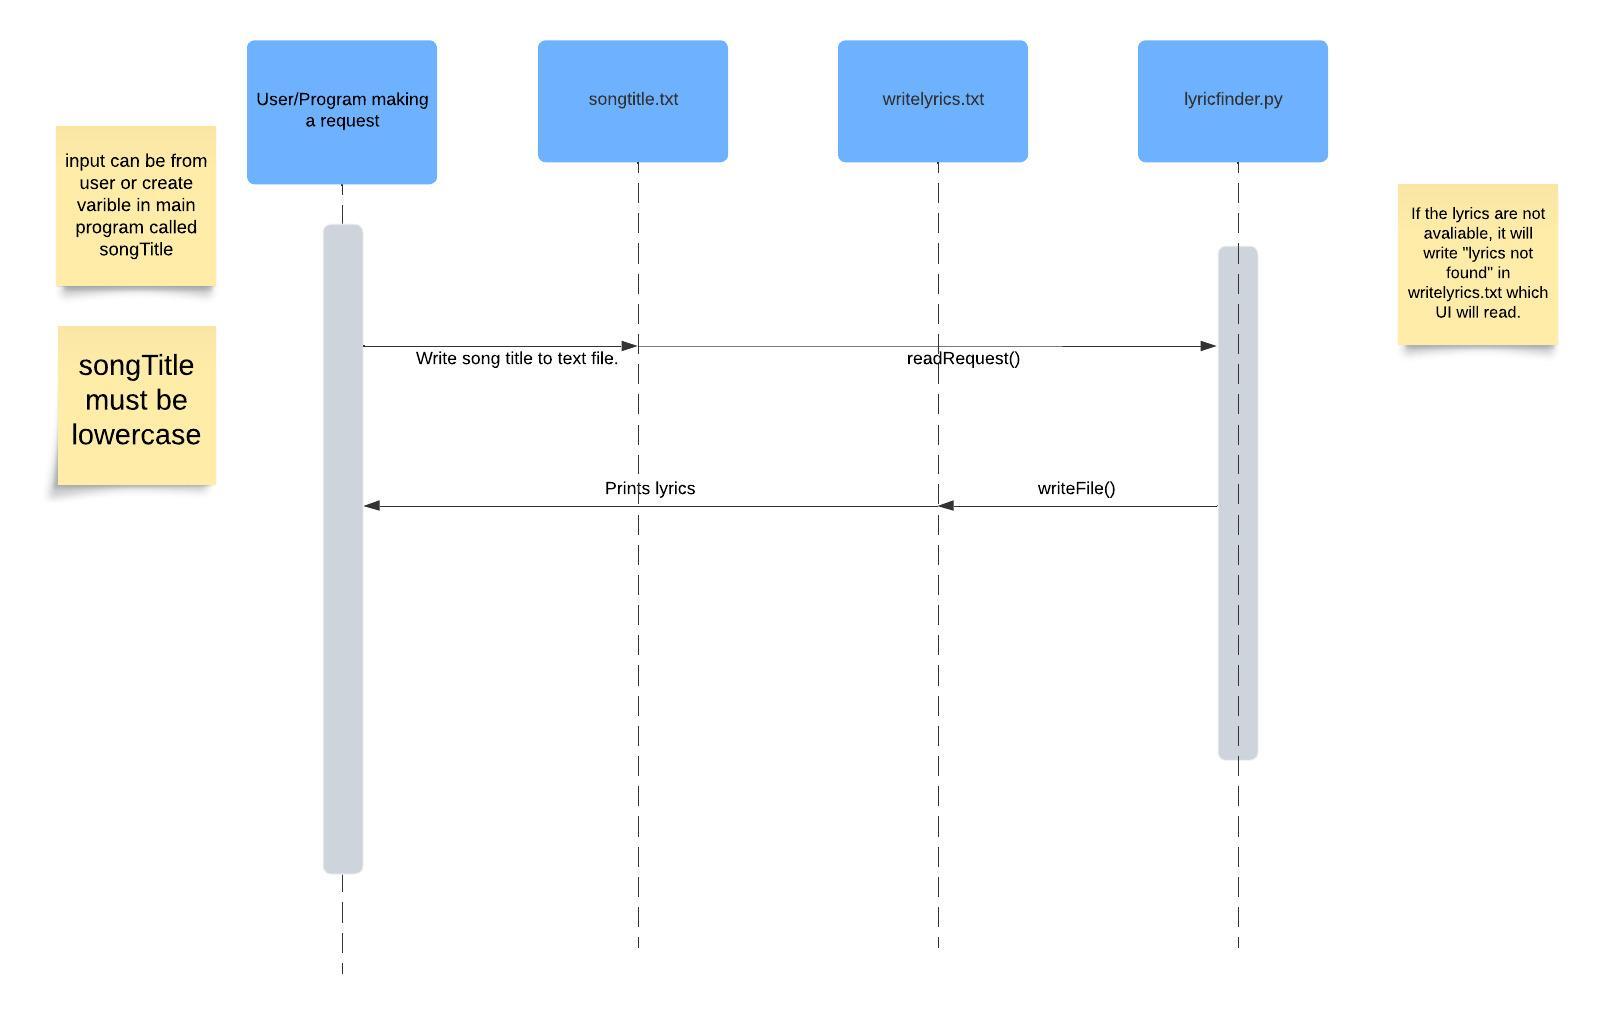 User/Program making
a request
songtitle.txt
writelyrics.txt
lyricfinder.py
input can be from
user or create
varible in main
program called
songTitle
songTitle
must be
lowercase
If the lyrics are not
avaliable, it will
write "lyrics not
found" in
writelyrics.txt which
UI will read.
Write song title to text file.
readRequest()
Prints lyrics
writeFile()